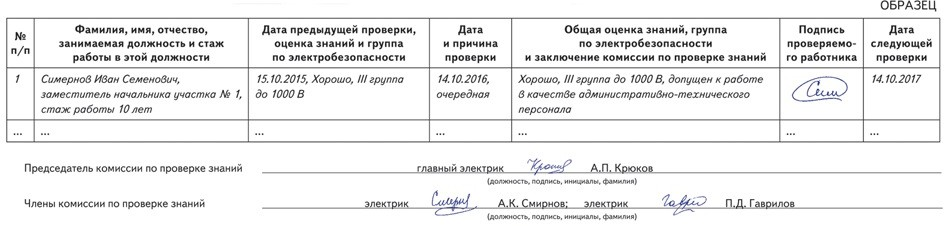 ОБРАЗЕЦ
№ п/п
Фамилия, имя, отчество, занимаемая должность и стаж работы в этой должности
Дата предыдущей проверки, оценка знаний и группа по электробезопасности
Дата и причина проверки
Общая оценка знаний, группа по электробезопасности и заключение комиссии по проверке знаний
Подпись проверяемо-го работника
Дата следующей проверки
1
Симернов Иван Семенович, заместитель начальника участка № 1, стаж работы 10 лет
15.10.2015, Хорошо, III группа до 1000 В
14.10.2016, очередная
Хорошо, III группа до 1000 В, допущен к работе в качестве административно-технического персонала
14.10.2017
... ... ... ... ... ... ...
Председатель комиссии по проверке знаний главный электрик А.П. Крюков
(должность, подпись, инициалы, фамилия)
Члены комиссии по проверке знаний электрик А.К. Смирнов; электрик П.Д. Гаврилов
(должность, подпись, инициалы, фамилия)